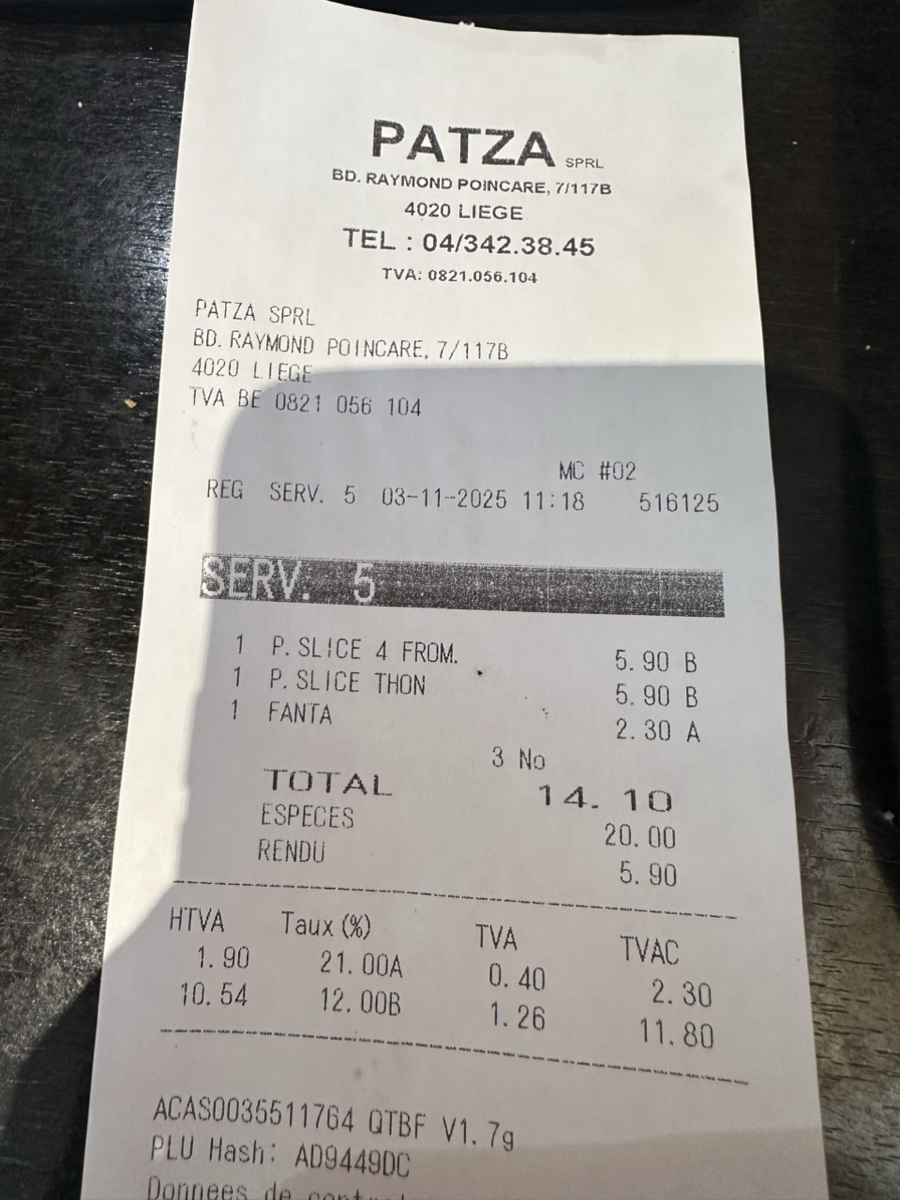 PATZA SPRL
BD. RAYMOND POINCARE, 7/117B
4020 LIEGE
TEL : 04/342.38.45
TVA: 0821.056.104
PATZA SPRL
BD. RAYMOND POINCARE, 7/117B
4020 LIEGE
TVA BE 0821 056 104
MC #02
REG SERV. 5 03-11-2025 11:18 516125
SERV. 5
1 P.SLICE 4 FROM. 5.90 B
1 P.SLICE THON 5.90 B
1 FANTA 2.30 A
3 No
TOTAL 14.10
ESPECES 20.00
RENDU 5.90
HTVA Taux (%) TVA TVAC
1.90 21.00A 0.40 2.30
10.54 12.00B 1.26 11.80
ACAS0035511764 QTBF V1.7g
PLU Hash: AD9449DC
Donnees de